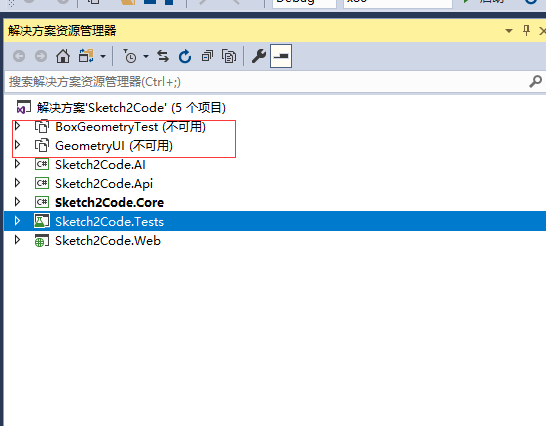 Debug
解决方案资源管理器
搜索解决方案资源管理器(Ctrl+;)
解决方案'Sketch2Code' (5 个项目)
BoxGeometryTest (不可用)
GeometryUI (不可用)
C# Sketch2Code.AI
C# Sketch2Code.Api
C# Sketch2Code.Core
Sketch2Code.Tests
Sketch2Code.Web